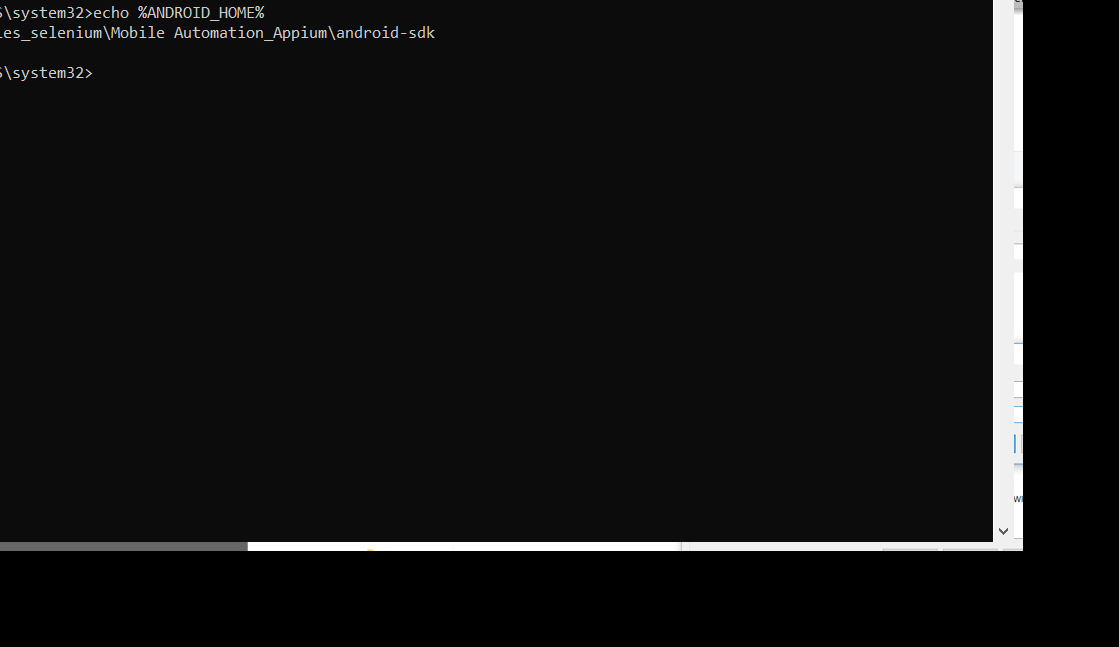 \system32>echo %ANDROID_HOME%
es_selenium\Mobile Automation_Appium\android-sdk
\system32>